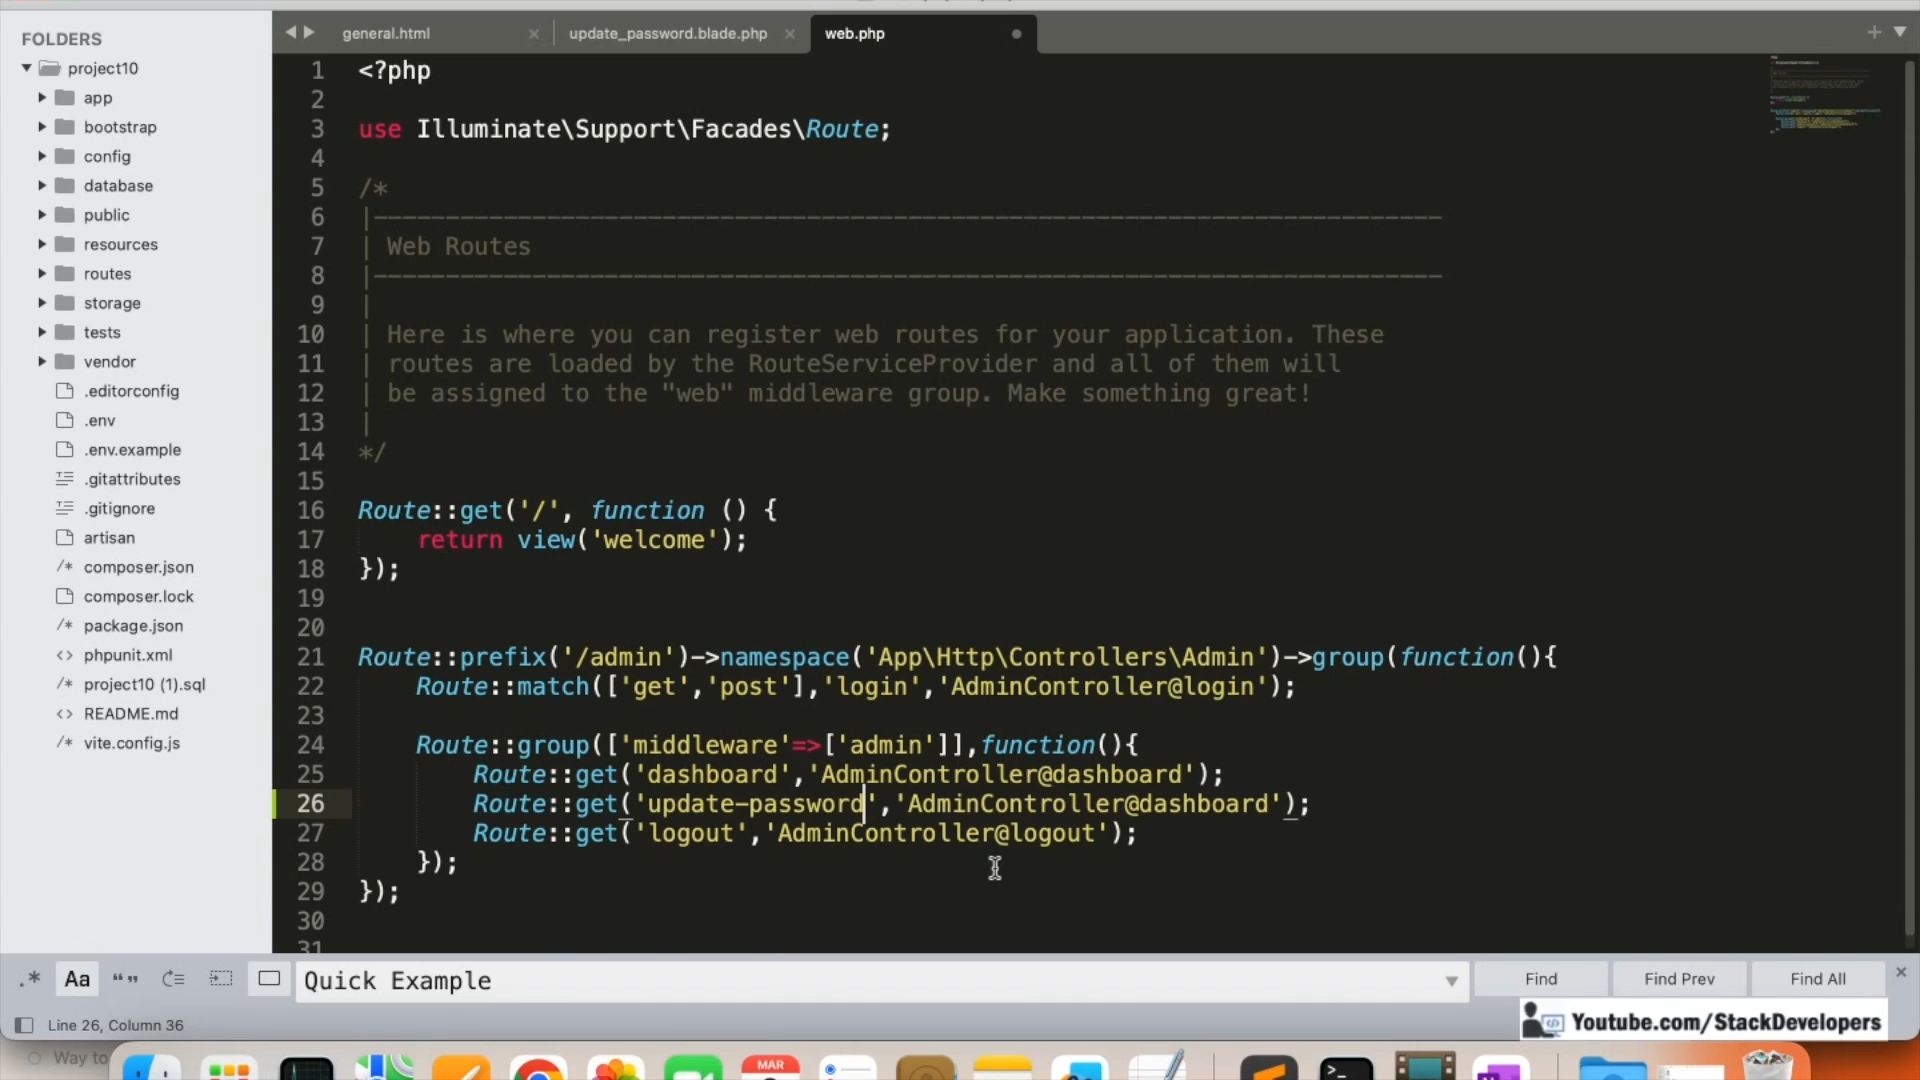 FOLDERS
project10
app
bootstrap
config
database
public
resources
routes
storage
tests
vendor
.editorconfig
.env
.env.example
.gitattributes
.gitignore
artisan
composer.json
composer.lock
package.json
phpunit.xml
project10 (1).sql
README.md
vite.config.js
general.html
update_password.blade.php
web.php
1 <?php
2
3 use Illuminate\Support\Facades\Route;
4
5 /*
6 |--------------------------------------------------------------------------
7 | Web Routes
8 |--------------------------------------------------------------------------
9 |
10 | Here is where you can register web routes for your application. These
11 | routes are loaded by the RouteServiceProvider and all of them will
12 | be assigned to the "web" middleware group. Make something great!
13 |
14 */
15
16 Route::get('/', function () {
17 return view('welcome');
18 });
19
20
21 Route::prefix('/admin')->namespace('App\Http\Controllers\Admin')->group(function(){
22 Route::match(['get','post'],'login','AdminController@login');
23
24 Route::group(['middleware'=>['admin']],function(){
25 Route::get('dashboard','AdminController@dashboard');
26 Route::get('update-password','AdminController@dashboard');
27 Route::get('logout','AdminController@logout');
28 });
29 });
30
31
.* Aa “” Quick Example Find Find Prev Find All
Line 26, Column 36
Youtube.com/StackDevelopers
Way to
MAR